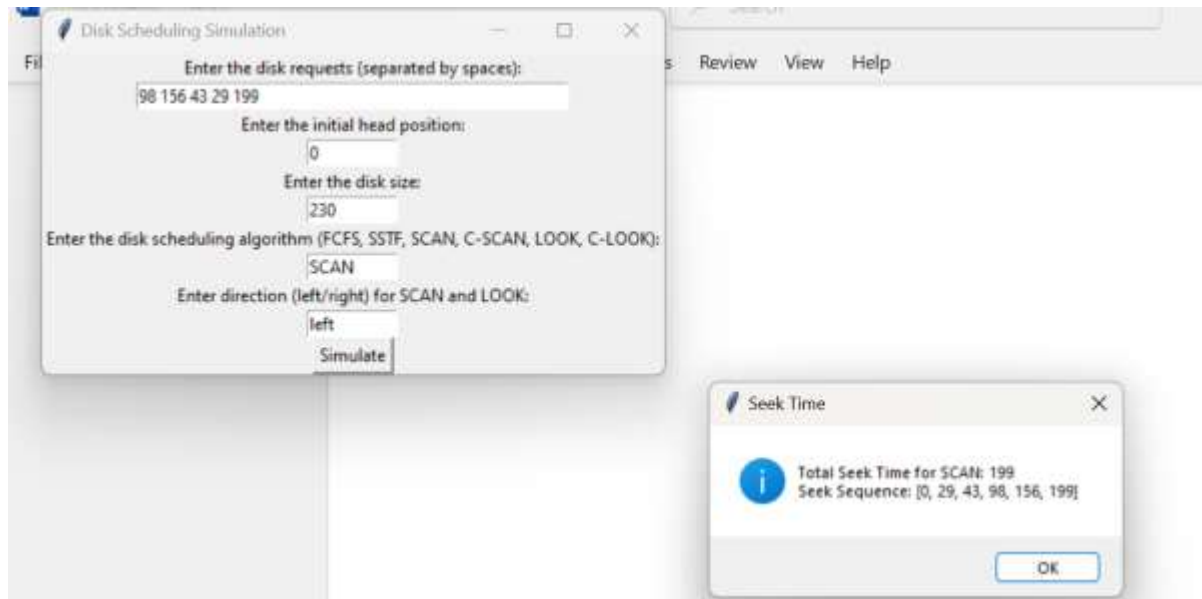 Disk Scheduling Simulation
Enter the disk requests (separated by spaces):
98 156 43 29 199
Enter the initial head position:
0
Enter the disk size:
230
Enter the disk scheduling algorithm (FCFS, SSTF, SCAN, C-SCAN, LOOK, C-LOOK):
SCAN
Enter direction (left/right) for SCAN and LOOK:
left
Simulate
Review View Help
Seek Time
Total Seek Time for SCAN: 199
Seek Sequence: [0, 29, 43, 98, 156, 199]
OK